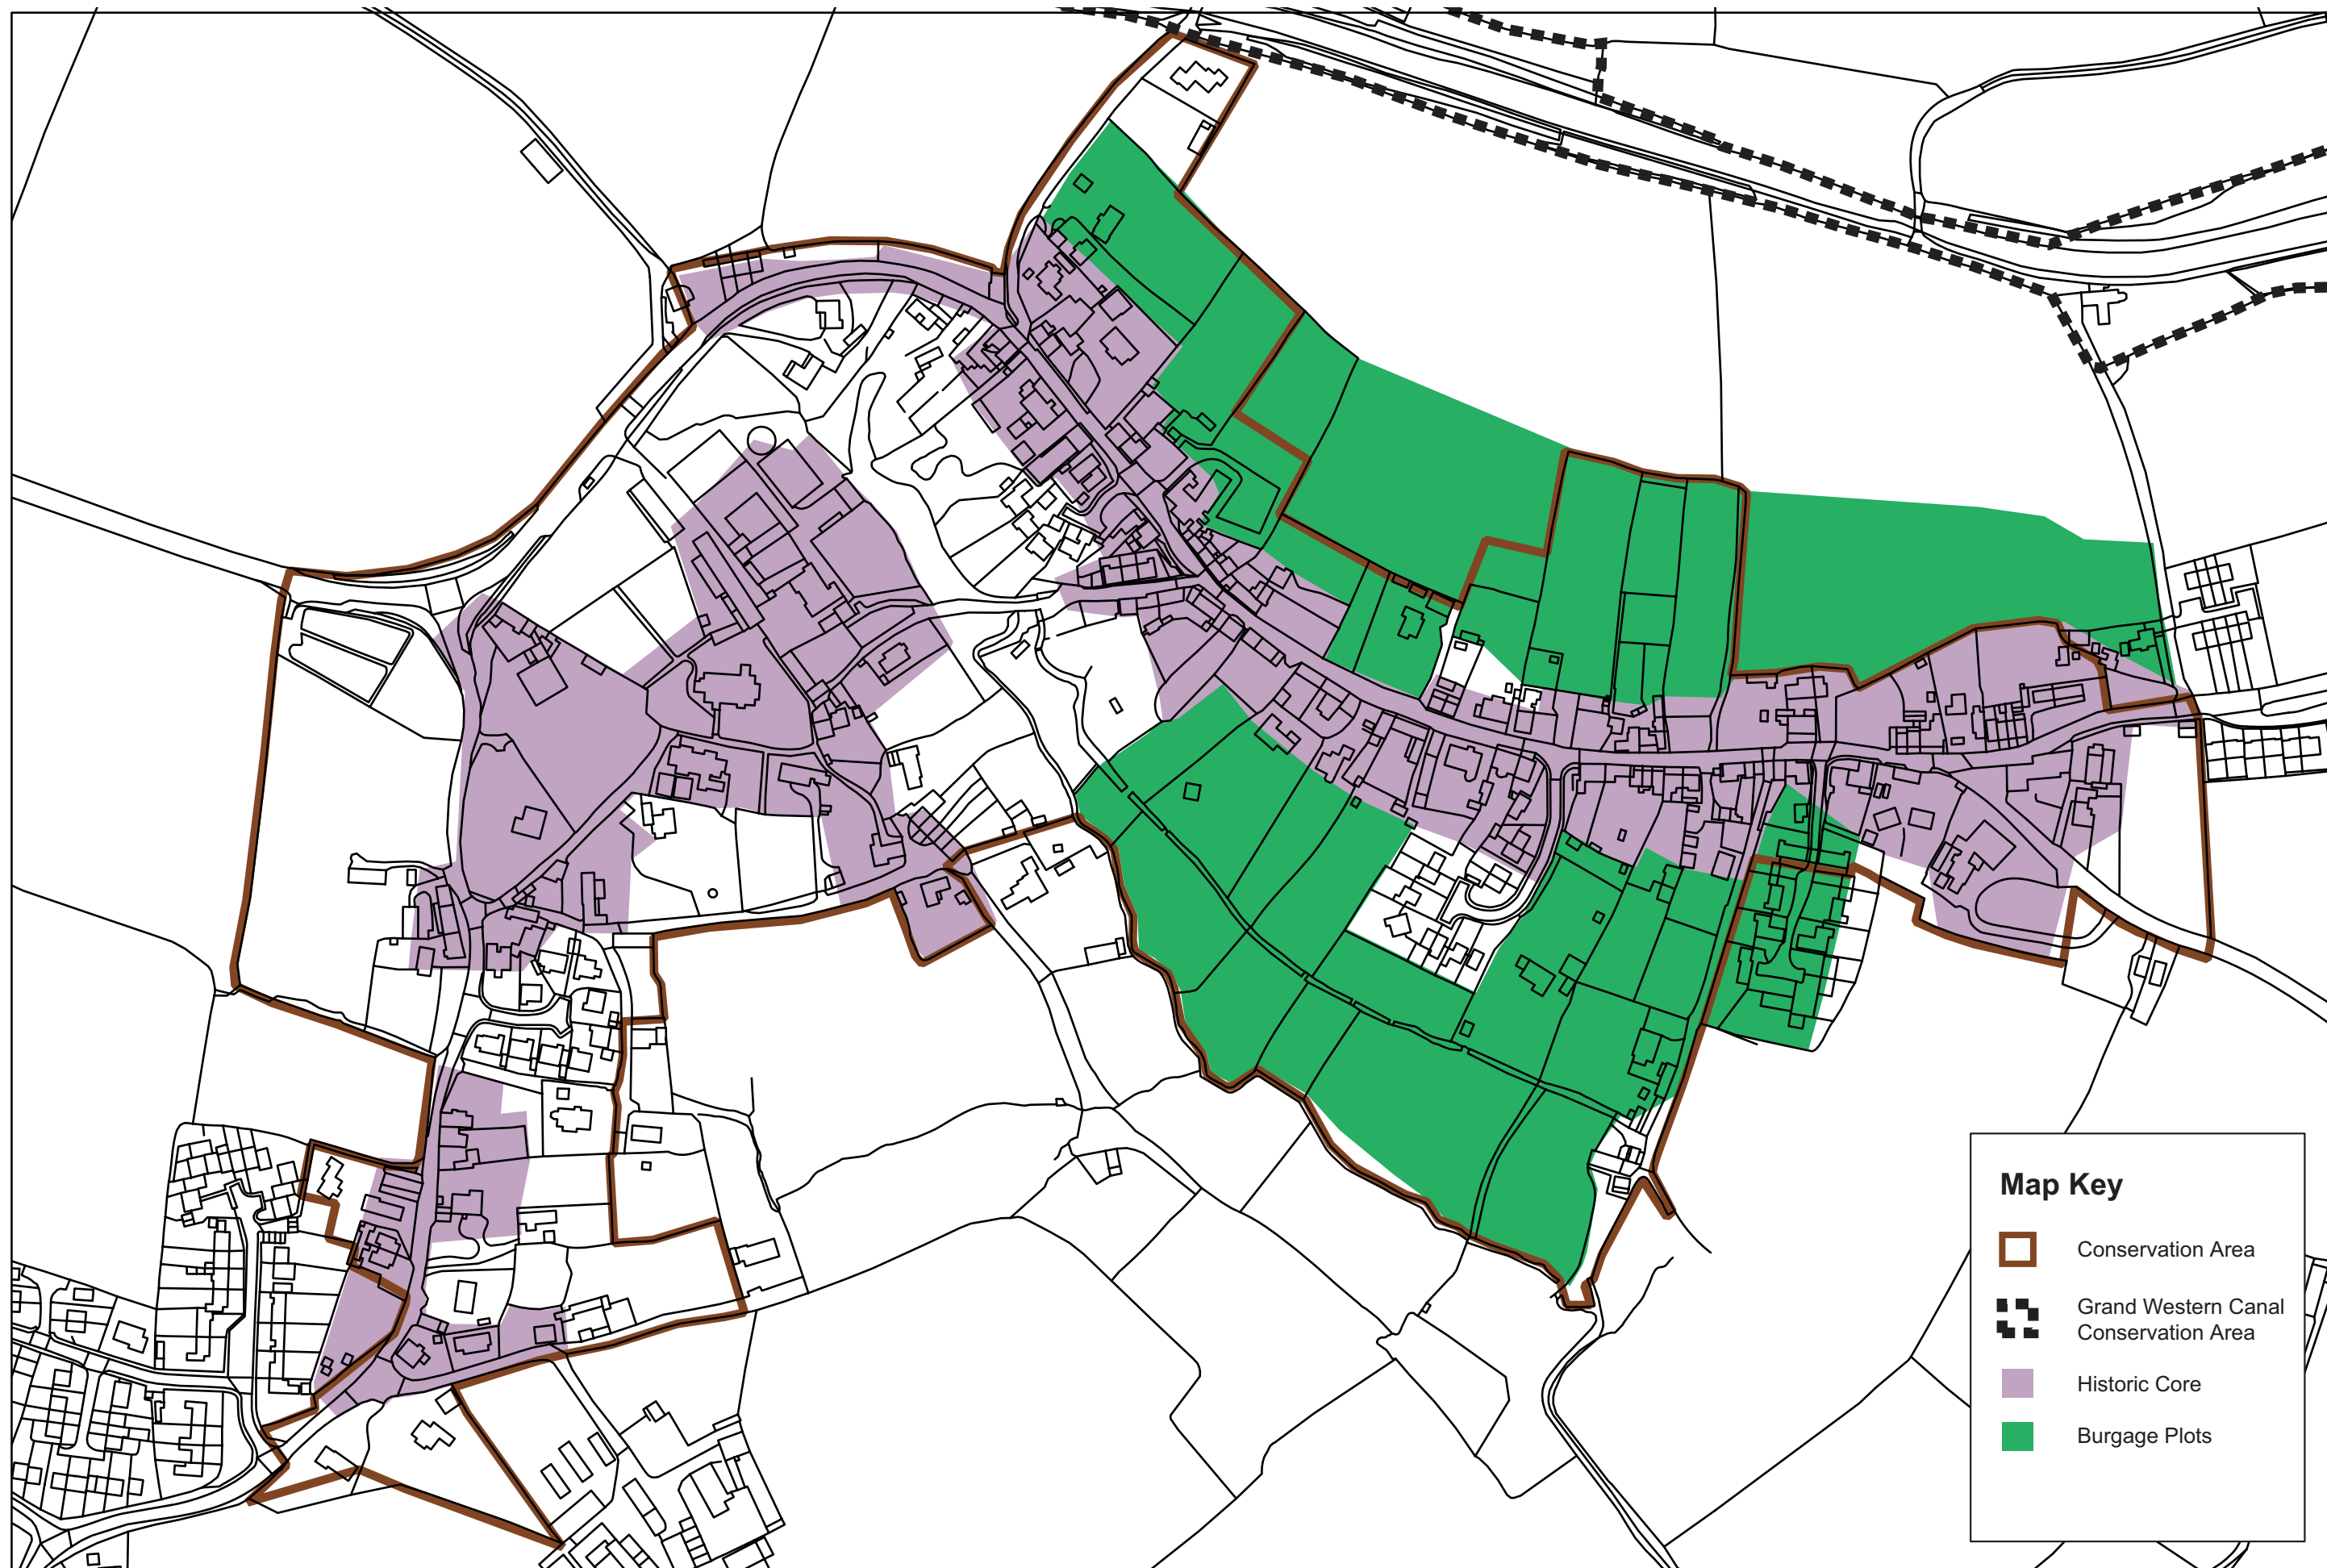 Map Key
Conservation Area
Grand Western Canal
Conservation Area
Historic Core
Burgage Plots